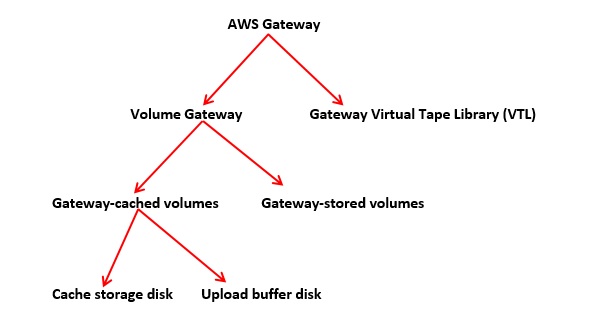 AWS Gateway
Volume Gateway
Gateway Virtual Tape Library (VTL)
Gateway-cached volumes
Gateway-stored volumes
Cache storage disk
Upload buffer disk